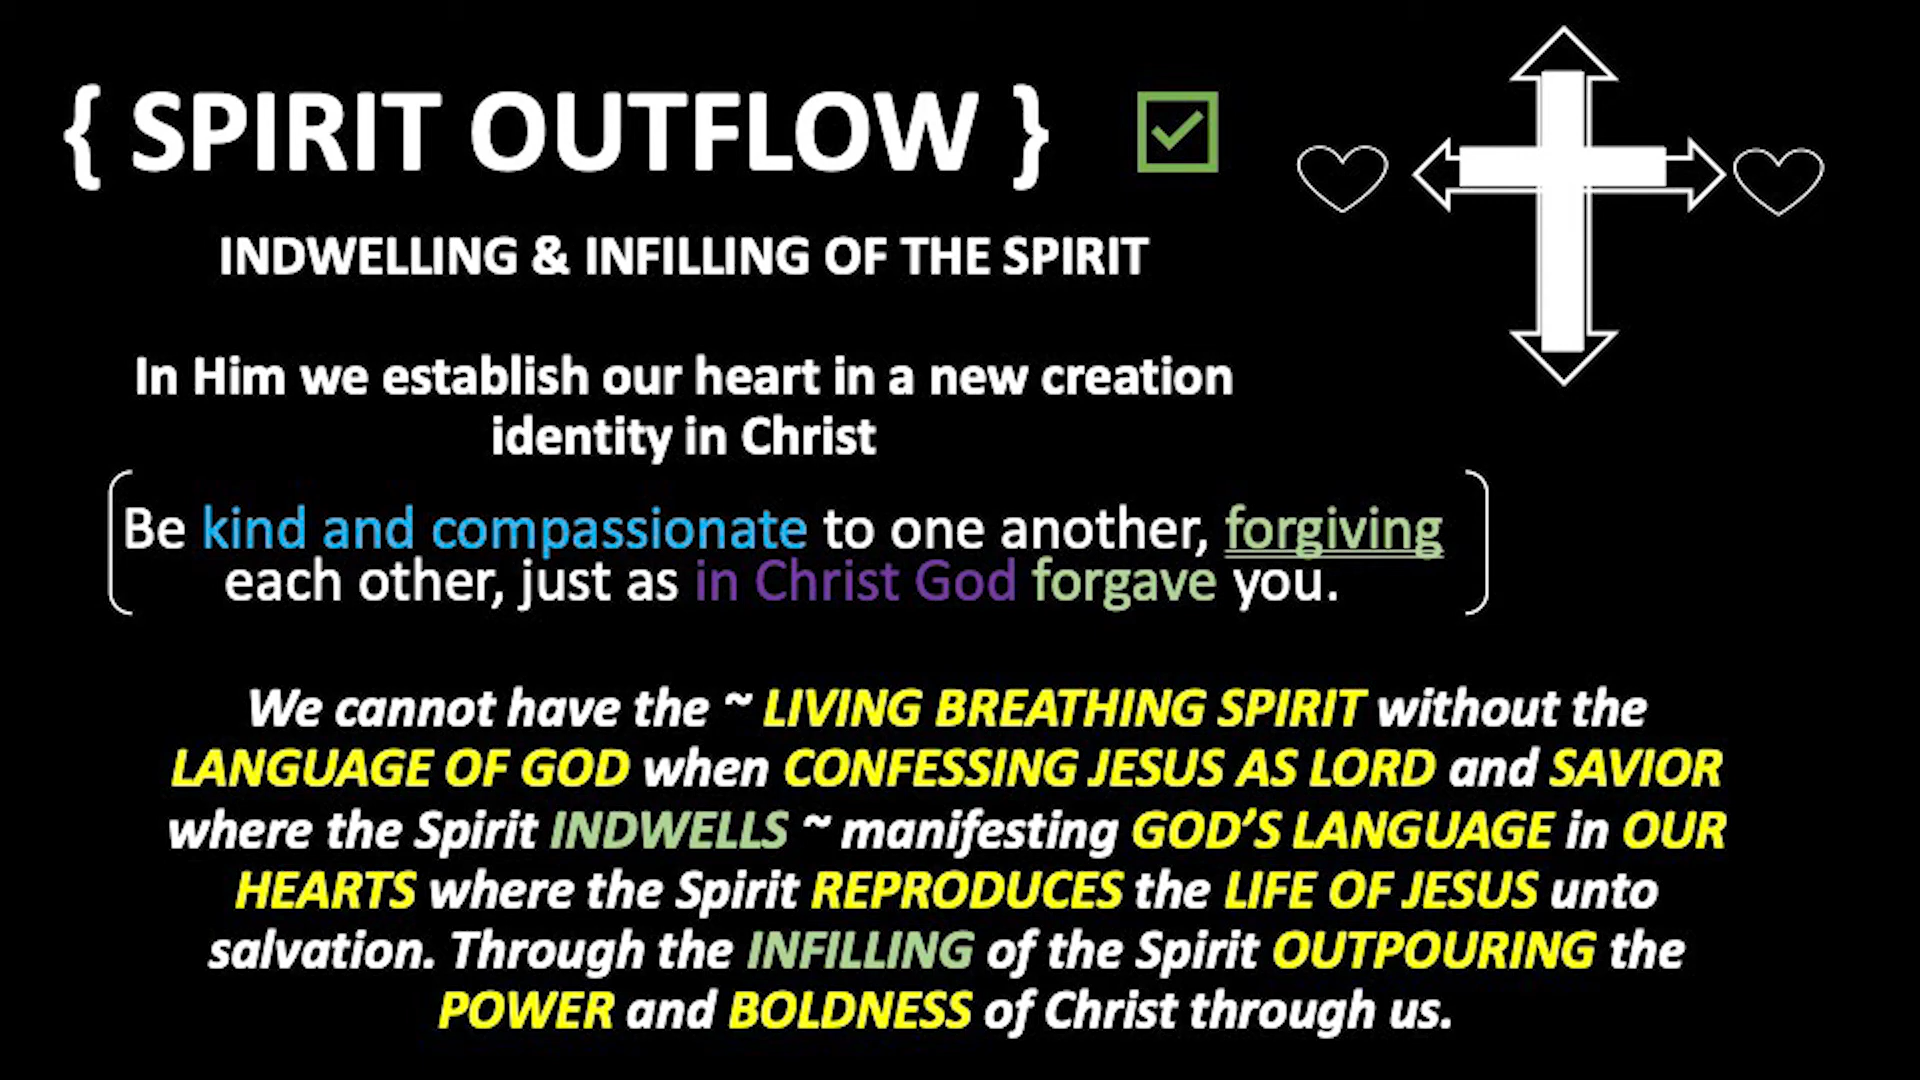 { SPIRIT OUTFLOW }
INDWELLING & INFILLING OF THE SPIRIT
In Him we establish our heart in a new creation
identity in Christ
Be kind and compassionate to one another, forgiving
each other, just as in Christ God forgave you.
We cannot have the ~ LIVING BREATHING SPIRIT without the
LANGUAGE OF GOD when CONFESSING JESUS AS LORD and SAVIOR
where the Spirit INDWELLS ~ manifesting GOD’S LANGUAGE in OUR
HEARTS where the Spirit REPRODUCES the LIFE OF JESUS unto
salvation. Through the INFILLING of the Spirit OUTPOURING the
POWER and BOLDNESS of Christ through us.